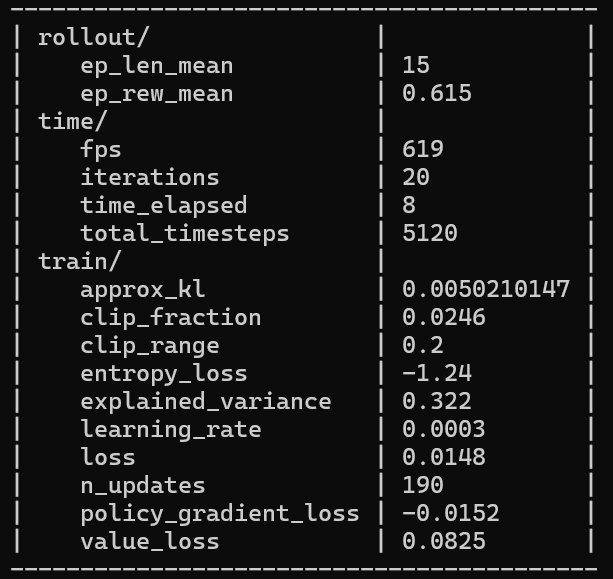 -------------------------------------------
| rollout/                |              |
|    ep_len_mean          | 15           |
|    ep_rew_mean          | 0.615        |
| time/                   |              |
|    fps                  | 619          |
|    iterations           | 20           |
|    time_elapsed         | 8            |
|    total_timesteps      | 5120         |
| train/                  |              |
|    approx_kl            | 0.0050210147 |
|    clip_fraction        | 0.0246       |
|    clip_range           | 0.2          |
|    entropy_loss         | -1.24        |
|    explained_variance   | 0.322        |
|    learning_rate        | 0.0003       |
|    loss                 | 0.0148       |
|    n_updates            | 190          |
|    policy_gradient_loss | -0.0152      |
|    value_loss           | 0.0825       |
-------------------------------------------